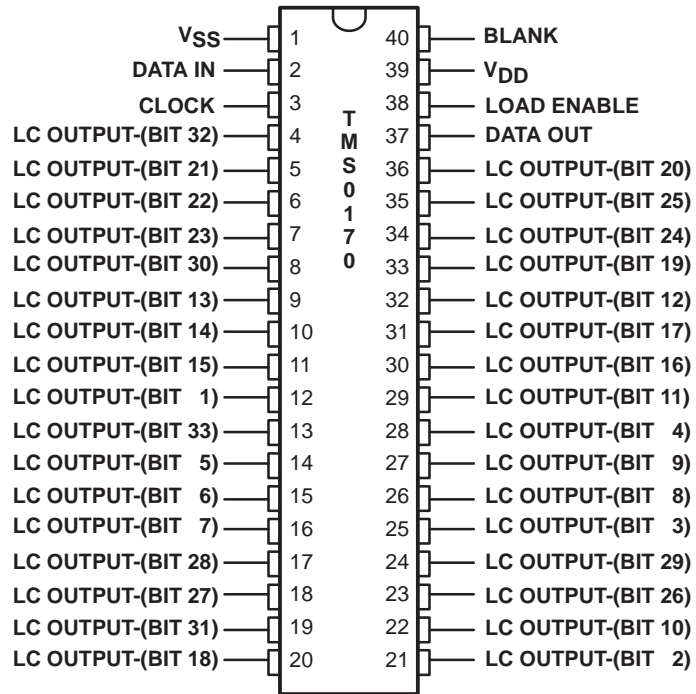 VSS 1 40 BLANK
DATA IN 2 39 VDD
CLOCK 3 38 LOAD ENABLE
LC OUTPUT-(BIT 32) 4 37 DATA OUT
LC OUTPUT-(BIT 21) 5 36 LC OUTPUT-(BIT 20)
LC OUTPUT-(BIT 22) 6 35 LC OUTPUT-(BIT 25)
LC OUTPUT-(BIT 23) 7 34 LC OUTPUT-(BIT 24)
LC OUTPUT-(BIT 30) 8 33 LC OUTPUT-(BIT 19)
LC OUTPUT-(BIT 13) 9 32 LC OUTPUT-(BIT 12)
LC OUTPUT-(BIT 14) 10 31 LC OUTPUT-(BIT 17)
LC OUTPUT-(BIT 15) 11 30 LC OUTPUT-(BIT 16)
LC OUTPUT-(BIT 1) 12 29 LC OUTPUT-(BIT 11)
LC OUTPUT-(BIT 33) 13 28 LC OUTPUT-(BIT 4)
LC OUTPUT-(BIT 5) 14 27 LC OUTPUT-(BIT 9)
LC OUTPUT-(BIT 6) 15 26 LC OUTPUT-(BIT 8)
LC OUTPUT-(BIT 7) 16 25 LC OUTPUT-(BIT 3)
LC OUTPUT-(BIT 28) 17 24 LC OUTPUT-(BIT 29)
LC OUTPUT-(BIT 27) 18 23 LC OUTPUT-(BIT 26)
LC OUTPUT-(BIT 31) 19 22 LC OUTPUT-(BIT 10)
LC OUTPUT-(BIT 18) 20 21 LC OUTPUT-(BIT 2)
TMS0170